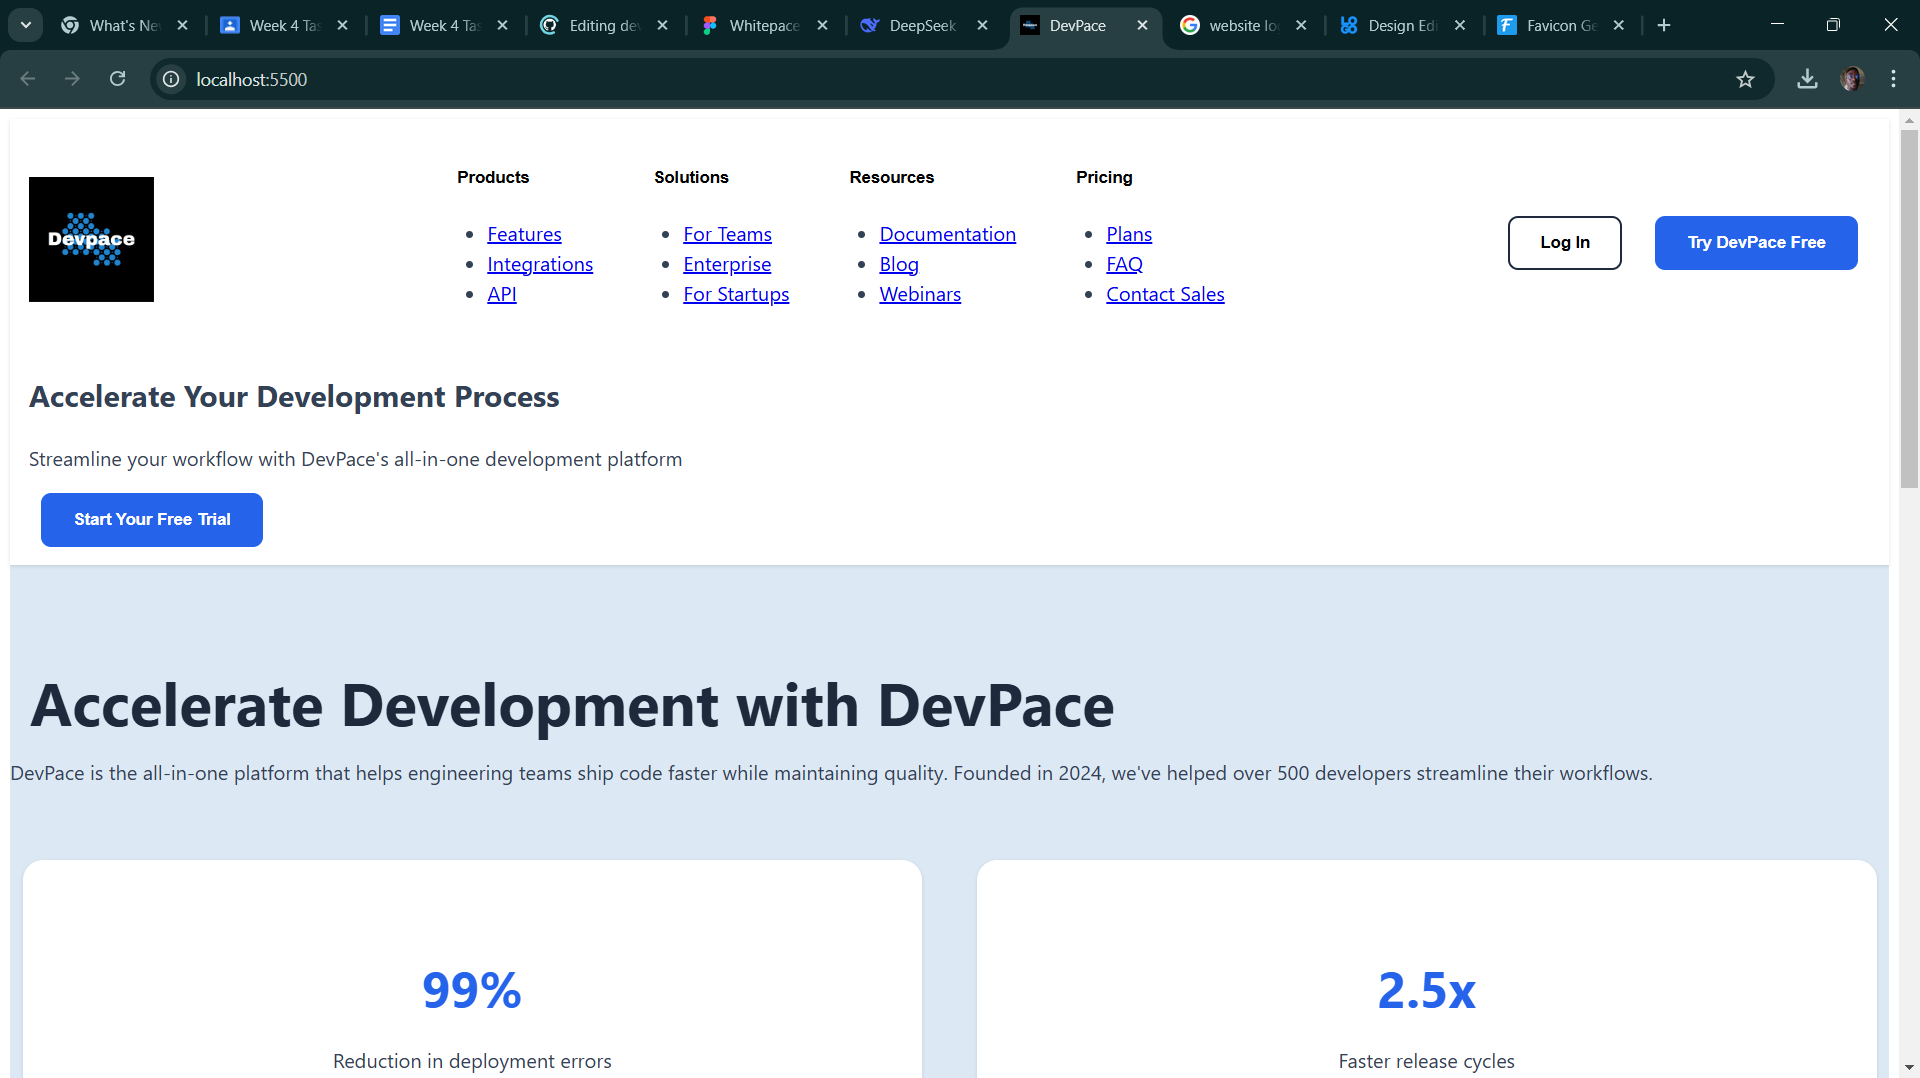 What's Ne
Week 4 Tas
Week 4 Tas
Editing dev
Whitepace
DeepSeek
DevPace
website lo
Design Edi
Favicon Ge
localhost:5500
Devpace
Products
Features
Integrations
API
Solutions
For Teams
Enterprise
For Startups
Resources
Documentation
Blog
Webinars
Pricing
Plans
FAQ
Contact Sales
Log In
Try DevPace Free
Accelerate Your Development Process
Streamline your workflow with DevPace's all-in-one development platform
Start Your Free Trial
Accelerate Development with DevPace
DevPace is the all-in-one platform that helps engineering teams ship code faster while maintaining quality. Founded in 2024, we've helped over 500 developers streamline their workflows.
99%
Reduction in deployment errors
2.5x
Faster release cycles